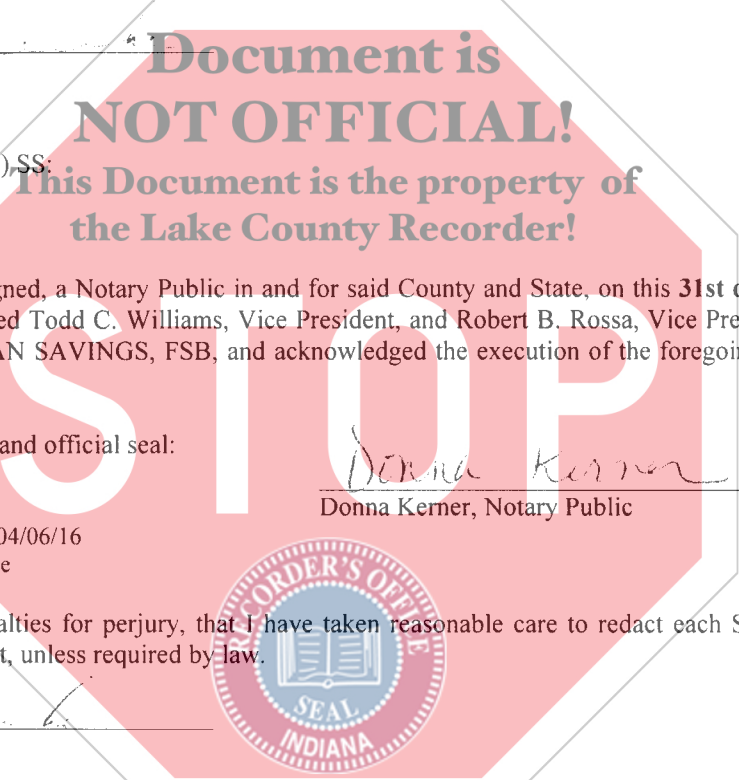 Document is
NOT OFFICIAL!
) SS:
This Document is the property of
the Lake County Recorder!
gned, a Notary Public in and for said County and State, on this 31st d
ed Todd C. Williams, Vice President, and Robert B. Rossa, Vice Pre
AN SAVINGS, FSB, and acknowledged the execution of the foregoin
STOP
and official seal:
Donna Kerner
Donna Kerner, Notary Public
04/06/16
e
alties for perjury, that I have taken reasonable care to redact each S
t, unless required by law.
RECORDER'S OFFICE
SEAL
INDIANA